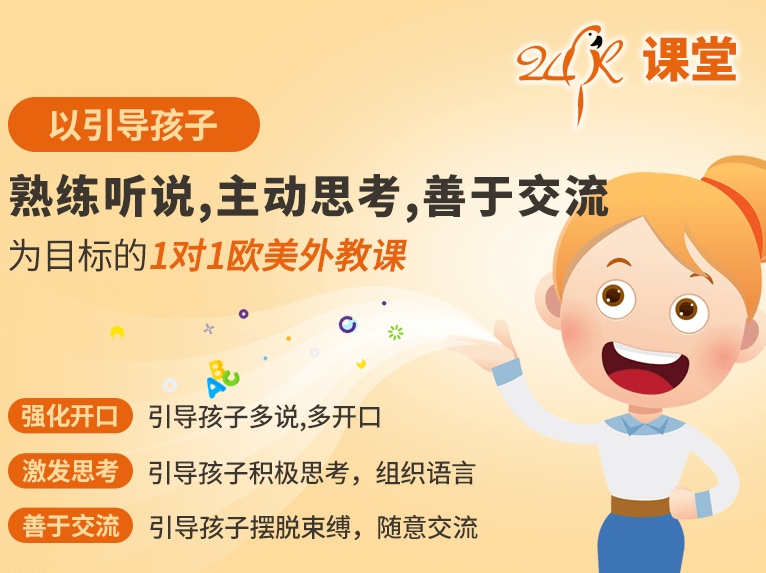 24K 课堂
以引导孩子
熟练听说,主动思考,善于交流
为目标的1对1欧美外教课
ABC
强化开口 引导孩子多说,多开口
激发思考 引导孩子积极思考，组织语言
善于交流 引导孩子摆脱束缚，随意交流